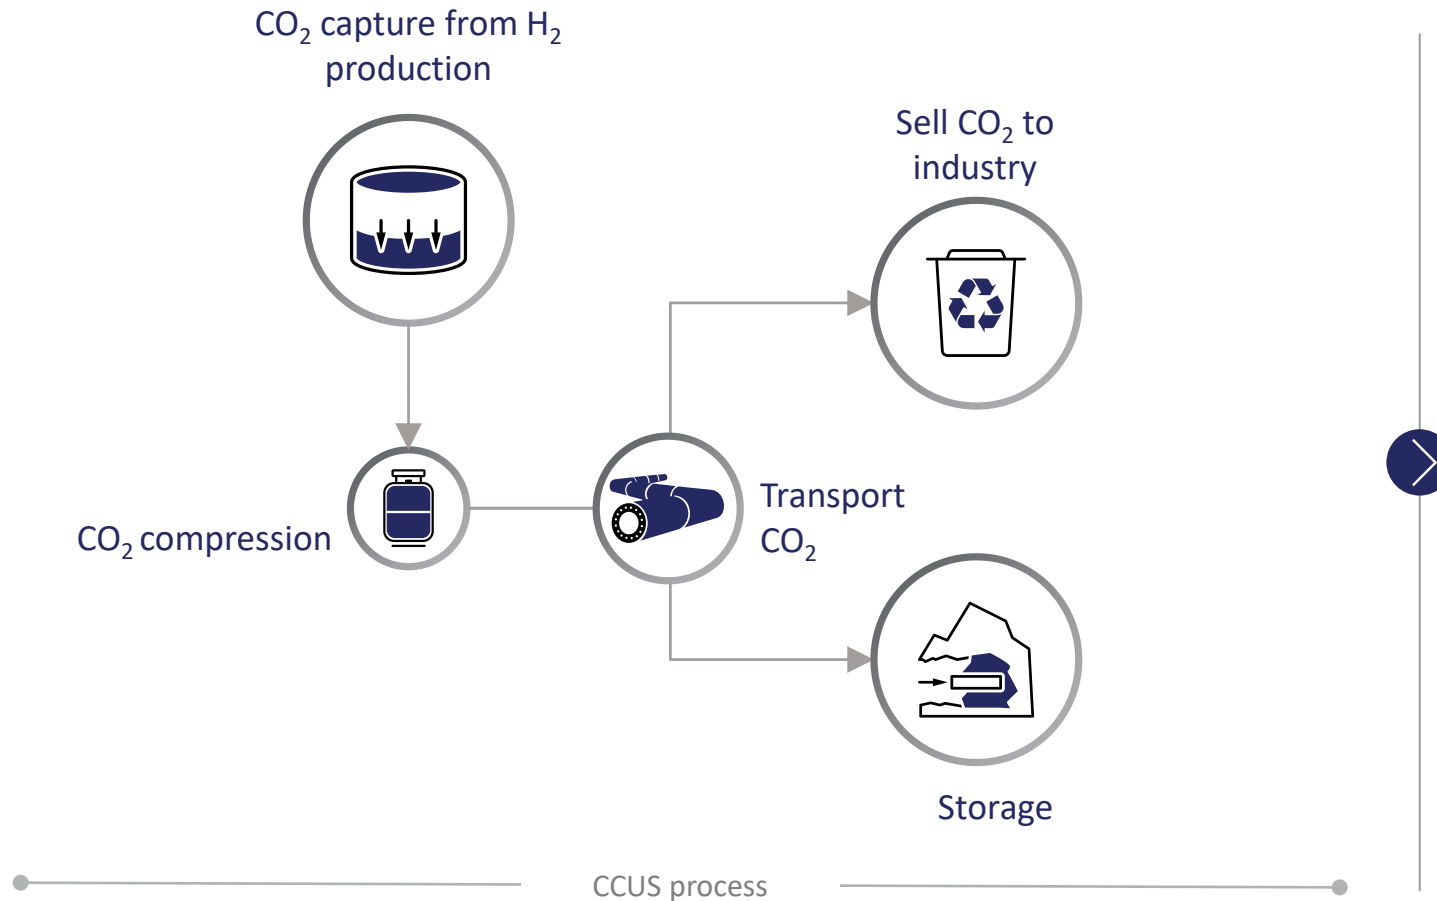 CO₂ capture from H₂
production
Sell CO₂ to
industry
CO₂ compression
Transport
CO₂
Storage
CCUS process